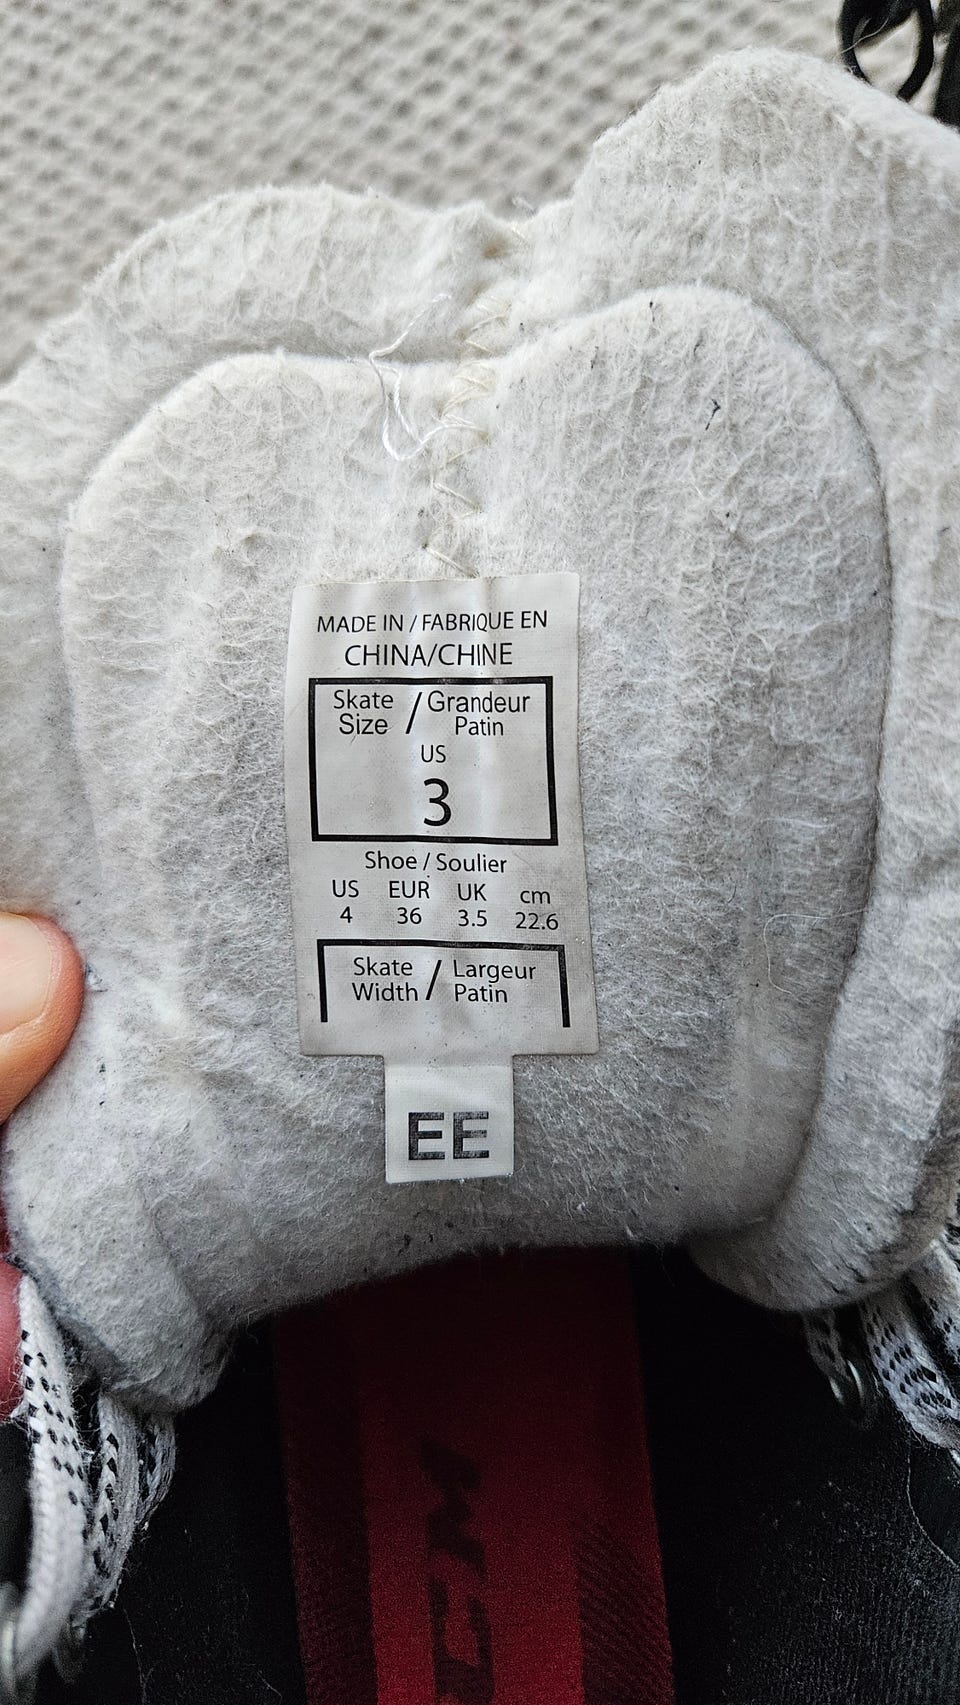 MADE IN / FABRIQUE EN
CHINA/CHINE
Skate Size / Grandeur Patin
US
3
Shoe / Soulier
US EUR UK cm
4 36 3.5 22.6
Skate Width / Largeur Patin
EE
CCM